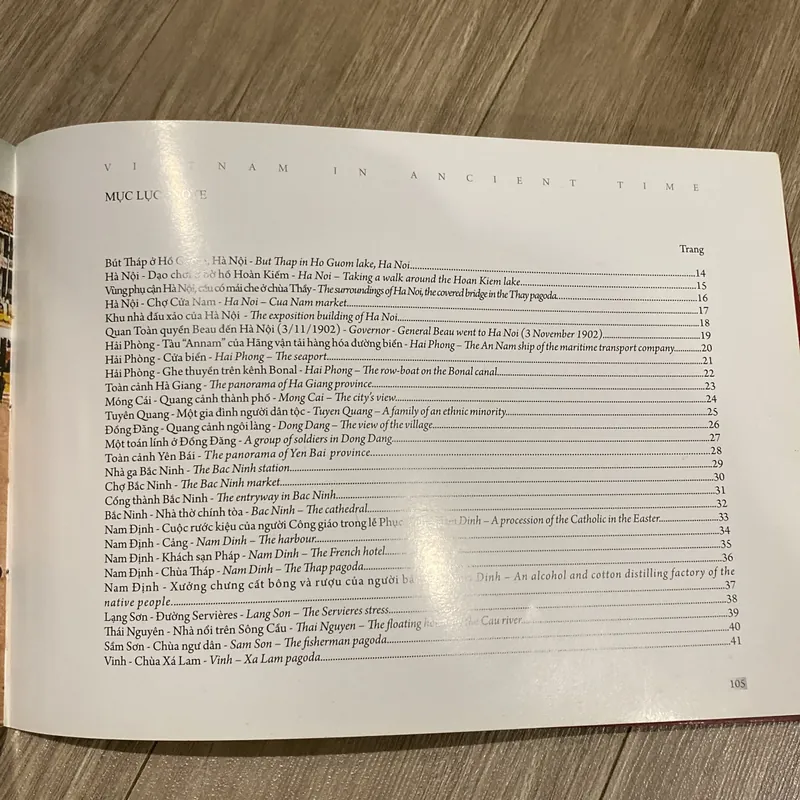 VI TNAM IN ANCIENT TIME
MỤC LỤC
Trang
Bút Tháp ở Hồ , Hà Nội - But Thap in Ho Guom lake, Ha Noi..........14
Hà Nội - Dạo chơi ở bờ hồ Hoàn Kiếm - Ha Noi – Taking a walk around the Hoan Kiem lake..........15
Vùng phụ cận Hà Nội, cầu có mái che ở chùa Thầy - The surroundings of Ha Noi, the covered bridge in the Thay pagoda..........16
Hà Nội - Chợ Cửa Nam - Ha Noi – Cua Nam market..........17
Khu nhà đấu xảo của Hà Nội - The exposition building of Ha Noi..........18
Quan Toàn quyền Beau đến Hà Nội (3/11/1902) - Governor - General Beau went to Ha Noi (3 November 1902)..........19
Hải Phòng - Tàu "Annam" của Hãng vận tải hàng hóa đường biển - Hai Phong – The An Nam ship of the maritime transport company..........20
Hải Phòng - Cửa biển - Hai Phong – The seaport..........21
Hải Phòng - Ghe thuyền trên kênh Bonal - Hai Phong – The row-boat on the Bonal canal..........22
Toàn cảnh Hà Giang - The panorama of Ha Giang province..........23
Móng Cái - Quang cảnh thành phố - Mong Cai – The city's view..........24
Tuyên Quang - Một gia đình người dân tộc - Tuyen Quang – A family of an ethnic minority..........25
Đồng Đăng - Quang cảnh ngôi làng - Dong Dang – The view of the village..........26
Một toán lính ở Đồng Đăng - A group of soldiers in Dong Dang..........27
Toàn cảnh Yên Bái - The panorama of Yen Bai province..........28
Nhà ga Bắc Ninh - The Bac Ninh station..........29
Chợ Bắc Ninh - The Bac Ninh market..........30
Cổng thành Bắc Ninh - The entryway in Bac Ninh..........31
Bắc Ninh - Nhà thờ chính tòa - Bac Ninh – The cathedral..........32
Nam Định - Cuộc rước kiệu của người Công giáo trong lễ Phục Dinh – A procession of the Catholic in the Easter..........33
Nam Định - Cảng - Nam Dinh – The harbour..........34
Nam Định - Khách sạn Pháp - Nam Dinh – The French hotel..........35
Nam Định - Chùa Tháp - Nam Dinh – The Thap pagoda..........36
Nam Định - Xưởng chưng cất bông và rượu của người bả Dinh – An alcohol and cotton distilling factory of the
native people..........37
Lạng Sơn - Đường Servières - Lang Son – The Servieres stress..........38
Thái Nguyên - Nhà nổi trên Sông Cầu - Thai Nguyen – The floating the Cau river..........39
Sầm Sơn - Chùa ngư dân - Sam Son – The fisherman pagoda..........40
Vinh - Chùa Xá Lam - Vinh – Xa Lam pagoda..........41
105